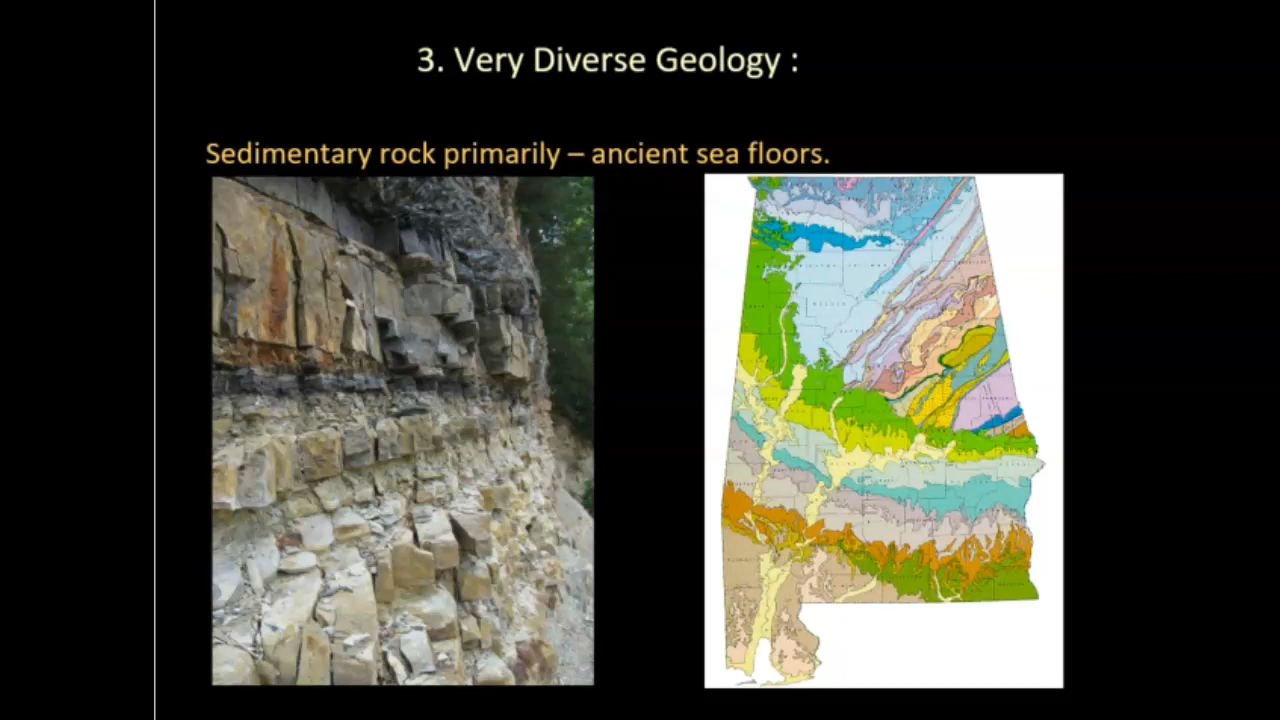 3. Very Diverse Geology :
Sedimentary rock primarily – ancient sea floors.